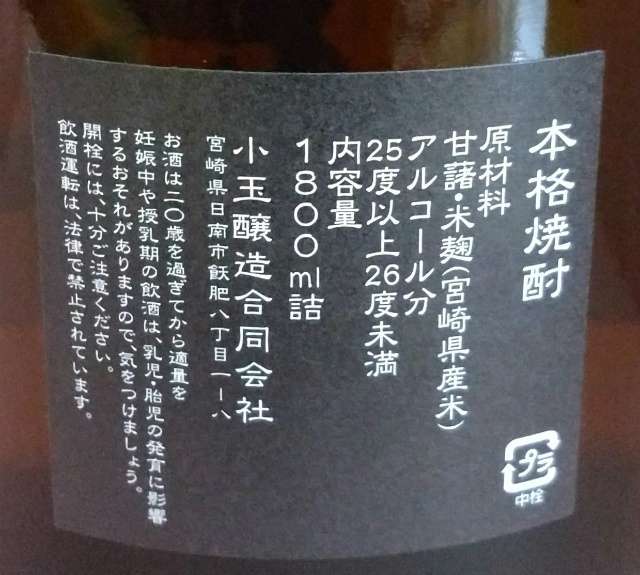 本格焼酎
原材料
甘藷・米麹(宮崎県産米)
アルコール分
25度以上26度未満
内容量
1800ml詰
小玉醸造合同会社
宮崎県日南市飫肥八丁目一ー八
お酒は二〇歳を過ぎてから適量を
妊娠中や授乳期の飲酒は、乳児・胎児の発育に影響
するおそれがありますので、気をつけましょう。
開栓には、十分ご注意ください。
飲酒運転は、法律で禁止されています。
プラ
中栓